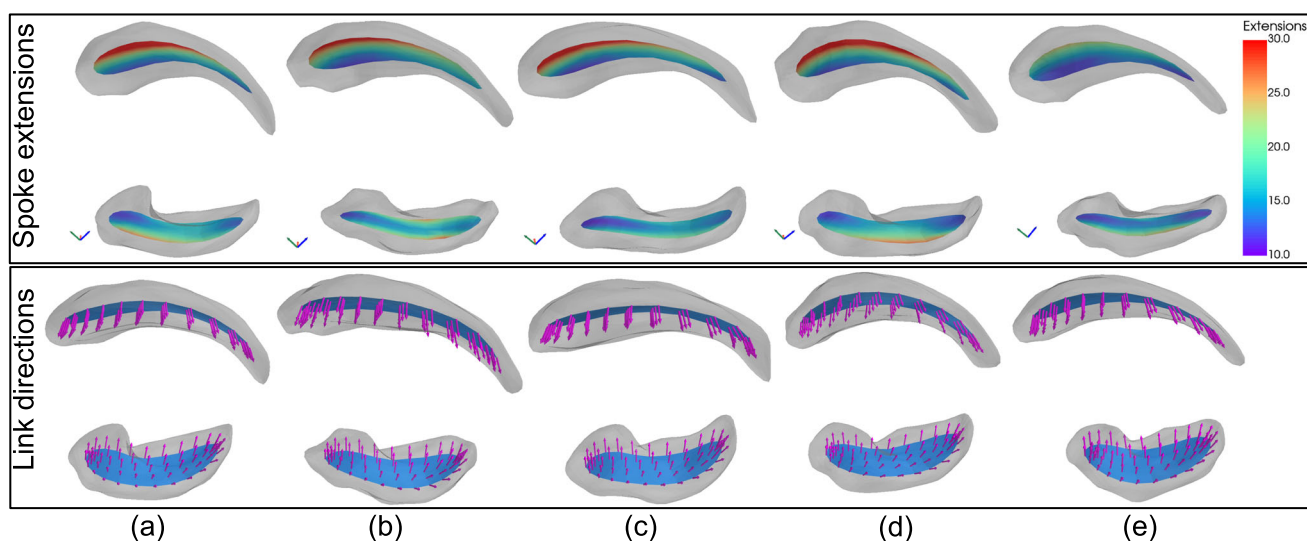 Spoke extensions
Extensions
30.0
25.0
20.0
15.0
10.0
Link directions
(a) (b) (c) (d) (e)